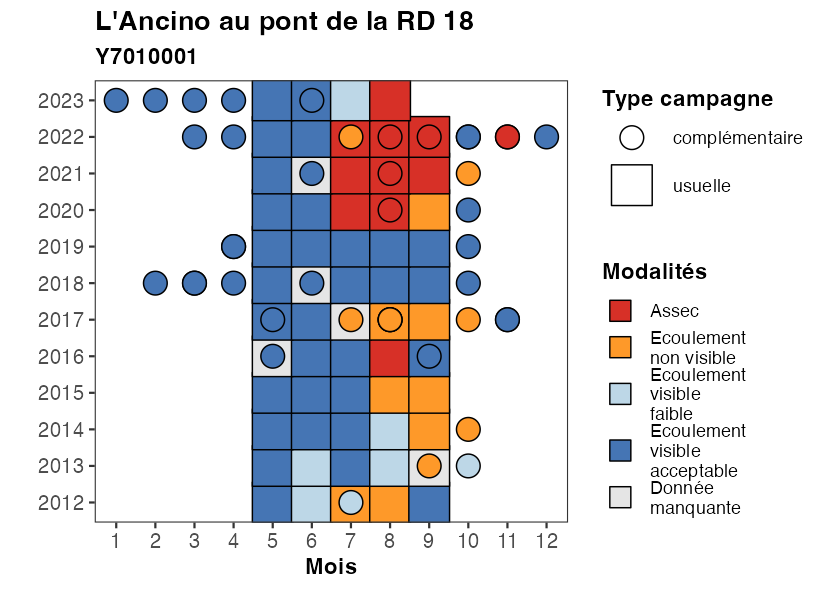 L'Ancino au pont de la RD 18
Y7010001
2023
2022
2021
2020
2019
2018
2017
2016
2015
2014
2013
2012
1 2 3 4 5 6 7 8 9 10 11 12
Mois
Type campagne
complémentaire
usuelle
Modalités
Assec
Ecoulement
non visible
Ecoulement
visible
faible
Ecoulement
visible
acceptable
Donnée
manquante